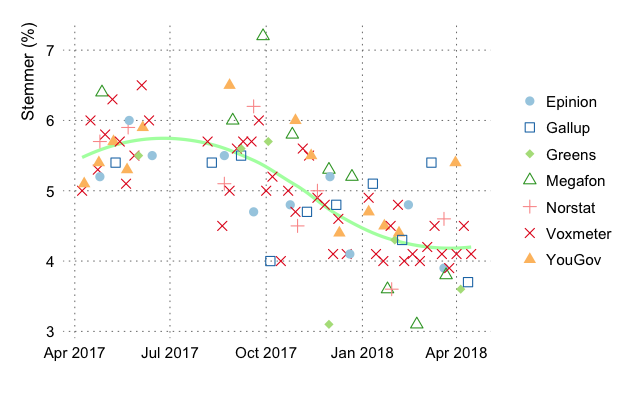 Stemmer (%)
7
6
5
4
3
Apr 2017 Jul 2017 Oct 2017 Jan 2018 Apr 2018
Epinion
Gallup
Greens
Megafon
Norstat
Voxmeter
YouGov